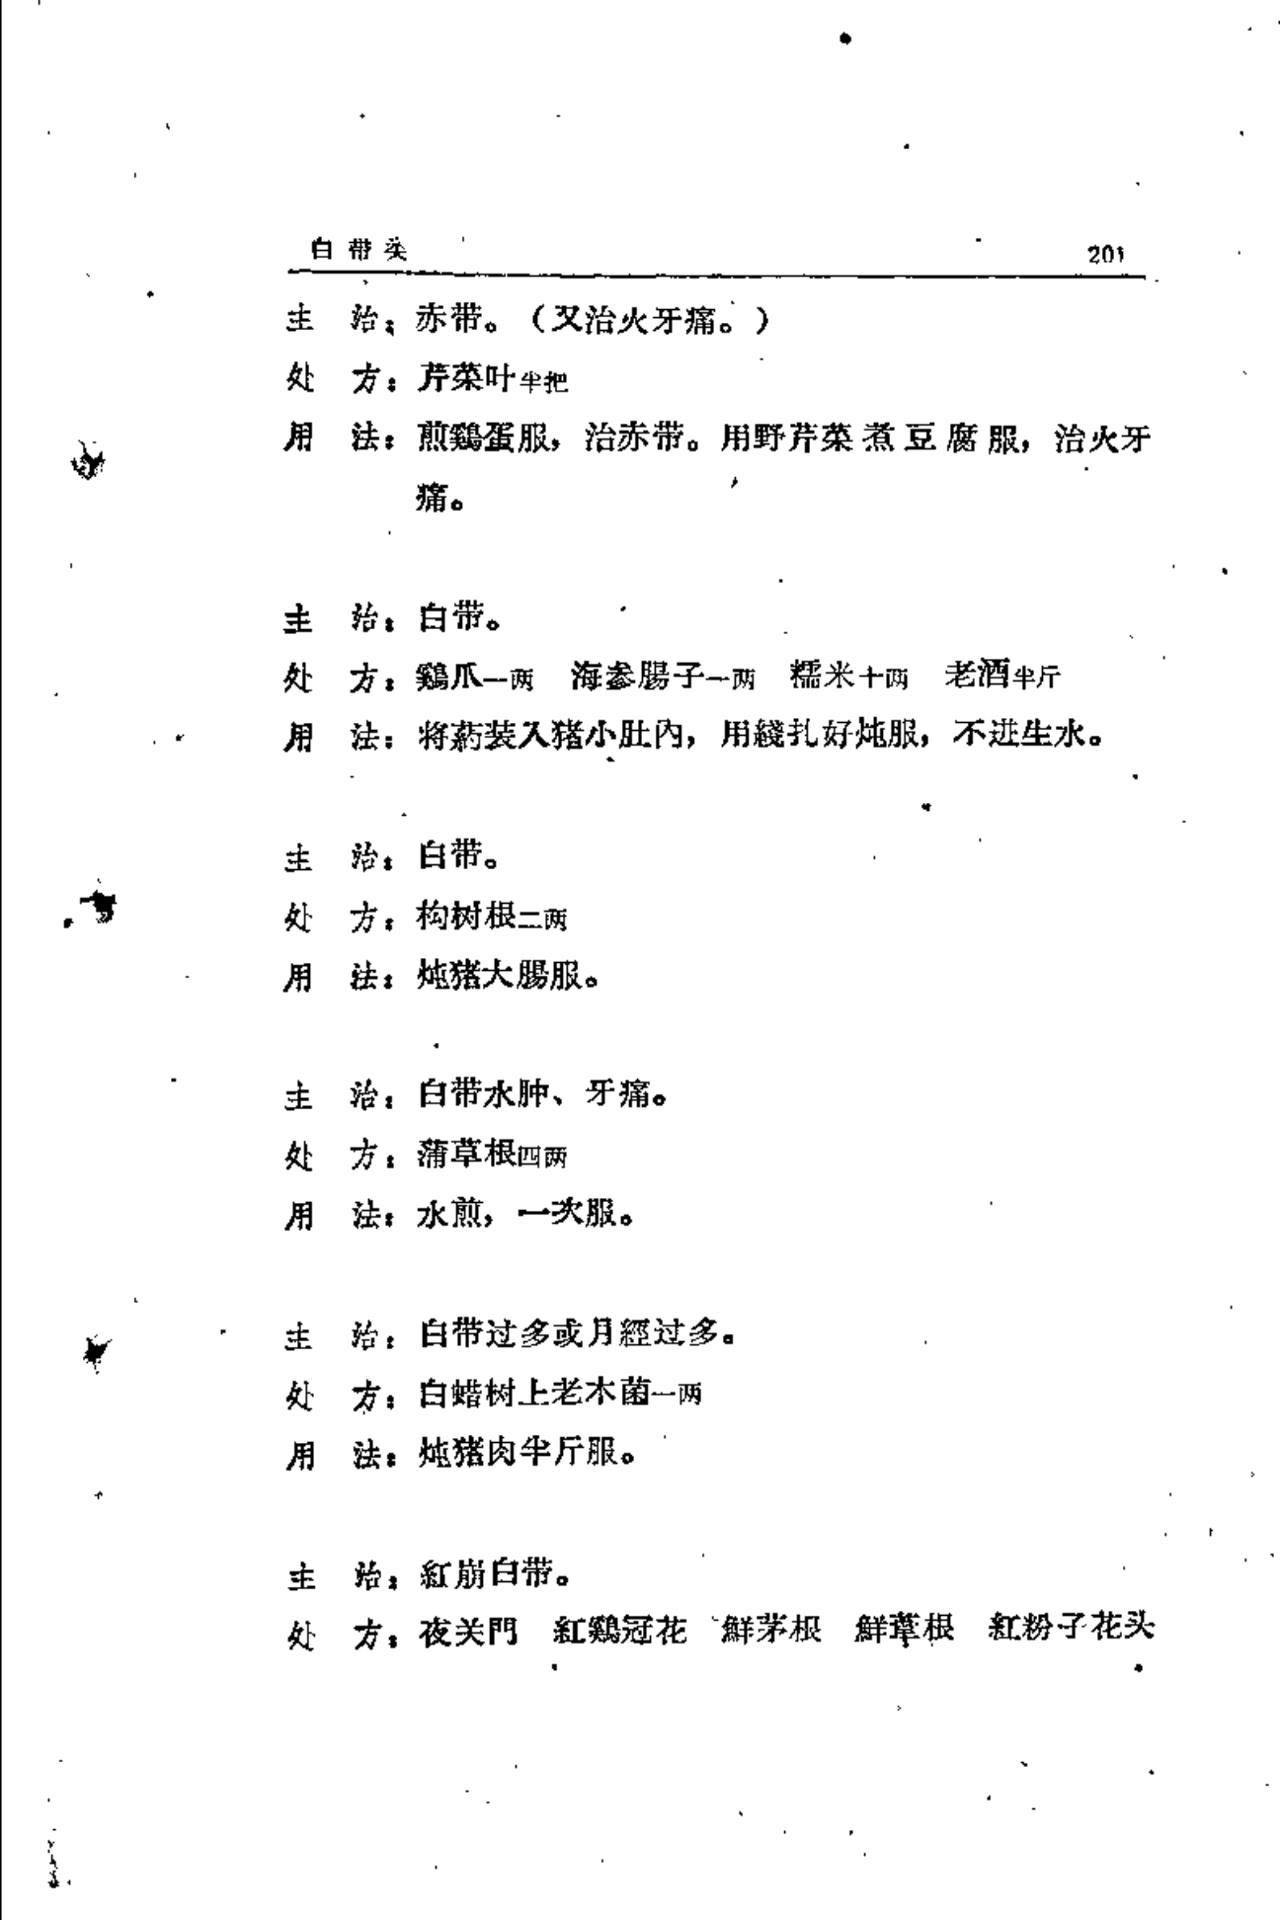 白带类 201
主 治：赤带。（又治火牙痛。）
处 方：芹菜叶半把
用 法：煎鷄蛋服，治赤带。用野芹菜煮豆腐服，治火牙
痛。
主 治：白带。
处 方：鷄爪一两 海参腸子一两 糯米十两 老酒半斤
用 法：将药装入猪小肚內，用綫扎好炖服，不进生水。
主 治：白带。
处 方：构树根二两
用 法：炖猪大腸服。
主 治：白带水肿、牙痛。
处 方：蒲草根四两
用 法：水煎，一次服。
主 治：白带过多或月經过多。
处 方：白蜡树上老木菌一两
用 法：炖猪肉半斤服。
主 治：紅崩白带。
处 方：夜关門 紅鷄冠花 鮮茅根 鮮葦根 紅粉子花头